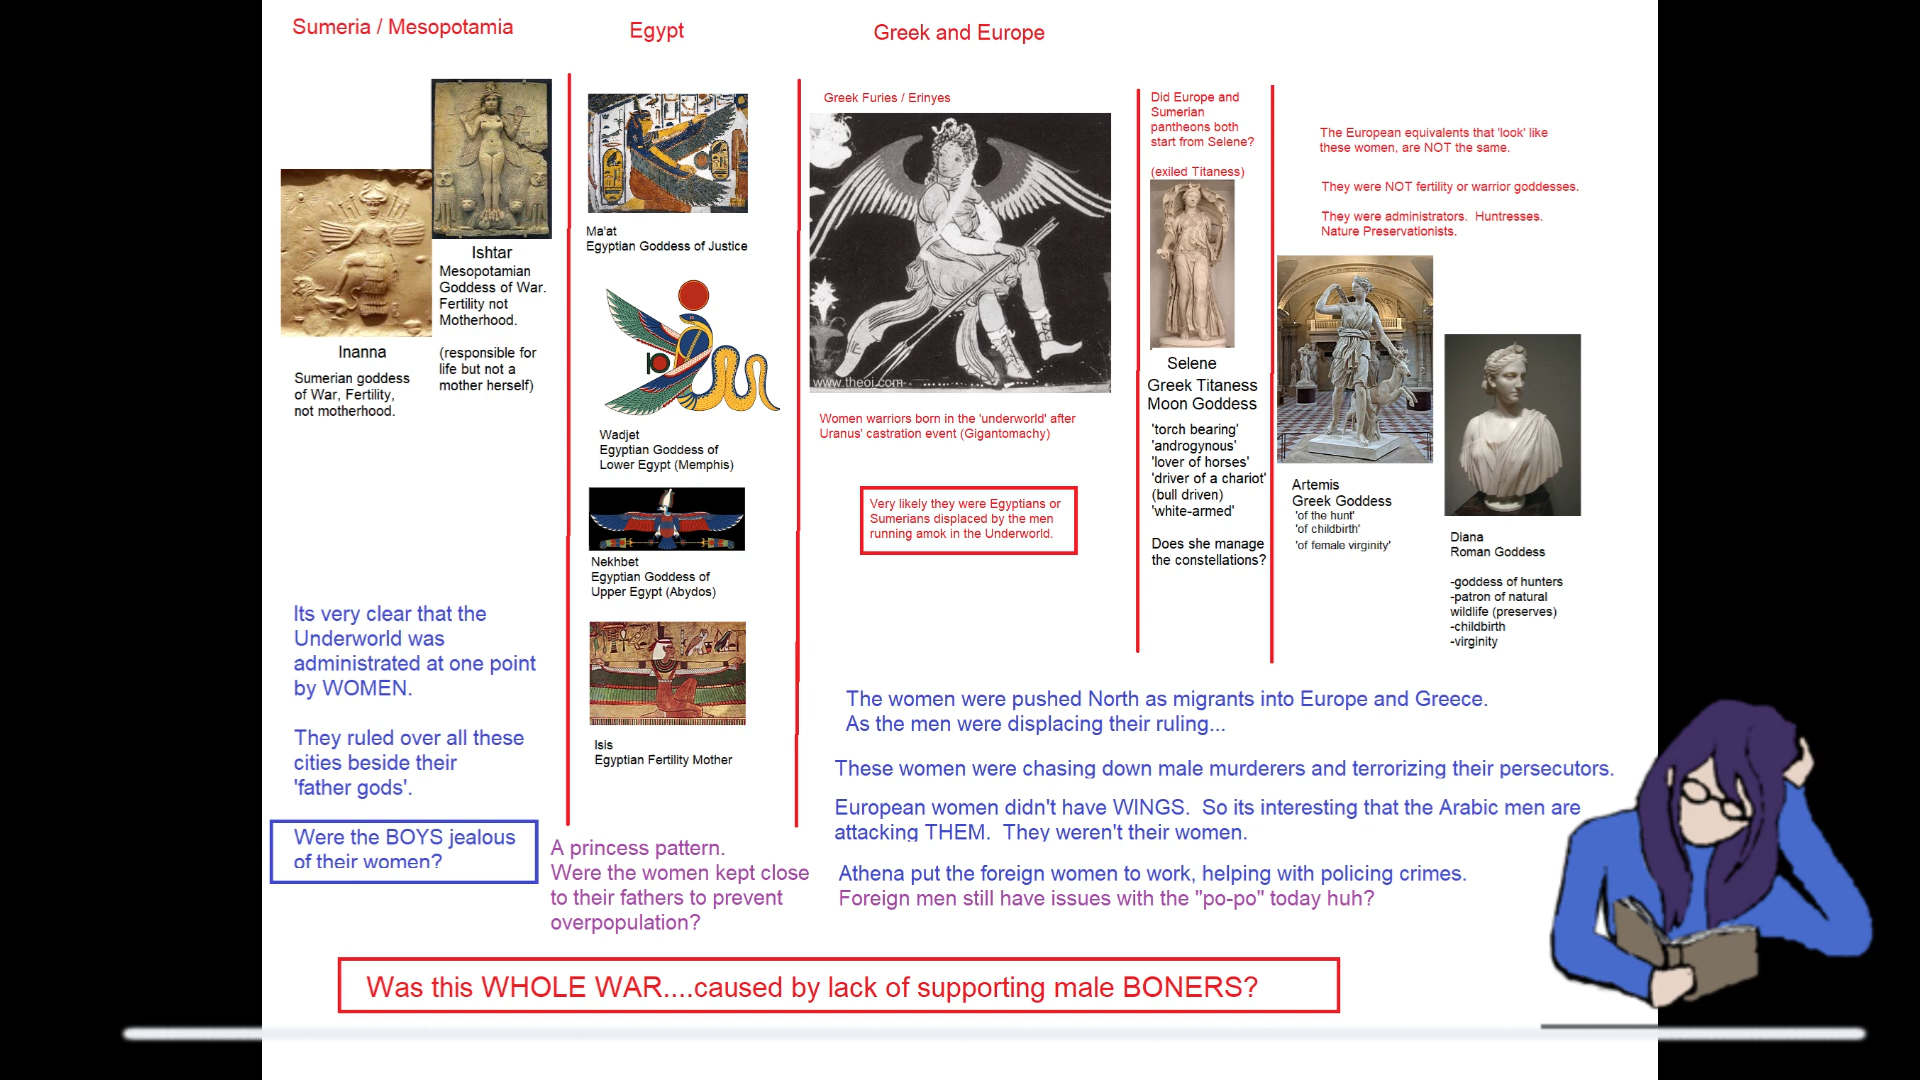 Sumeria / Mesopotamia
Egypt
Greek and Europe
Ishtar
Mesopotamian
Goddess of War.
Fertility not
Motherhood.
(responsible for
life but not a
mother herself)
Inanna
Sumerian goddess
of War, Fertility,
not motherhood.
Its very clear that the
Underworld was
administrated at one point
by WOMEN.
They ruled over all these
cities beside their
'father gods'.
Were the BOYS jealous
of their women?
Ma'at
Egyptian Goddess of Justice
Wadjet
Egyptian Goddess of
Lower Egypt (Memphis)
Nekhbet
Egyptian Goddess of
Upper Egypt (Abydos)
Isis
Egyptian Fertility Mother
A princess pattern.
Were the women kept close
to their fathers to prevent
overpopulation?
Greek Furies / Erinyes
www.theoi.com
Women warriors born in the 'underworld' after
Uranus' castration event (Gigantomachy)
Very likely they were Egyptians or
Sumerians displaced by the men
running amok in the Underworld.
Did Europe and
Sumerian
pantheons both
start from Selene?
(exiled Titaness)
Selene
Greek Titaness
Moon Goddess
'torch bearing'
'androgynous'
'lover of horses'
'driver of a chariot'
(bull driven)
'white-armed'
Does she manage
the constellations?
The European equivalents that 'look' like
these women, are NOT the same.
They were NOT fertility or warrior goddesses.
They were administrators.  Huntresses.
Nature Preservationists.
Artemis
Greek Goddess
'of the hunt'
'of childbirth'
'of female virginity'
Diana
Roman Goddess
-goddess of hunters
-patron of natural
wildlife (preserves)
-childbirth
-virginity
The women were pushed North as migrants into Europe and Greece.
As the men were displacing their ruling...
These women were chasing down male murderers and terrorizing their persecutors.
European women didn't have WINGS.  So its interesting that the Arabic men are
attacking THEM.  They weren't their women.
Athena put the foreign women to work, helping with policing crimes.
Foreign men still have issues with the "po-po" today huh?
Was this WHOLE WAR....caused by lack of supporting male BONERS?